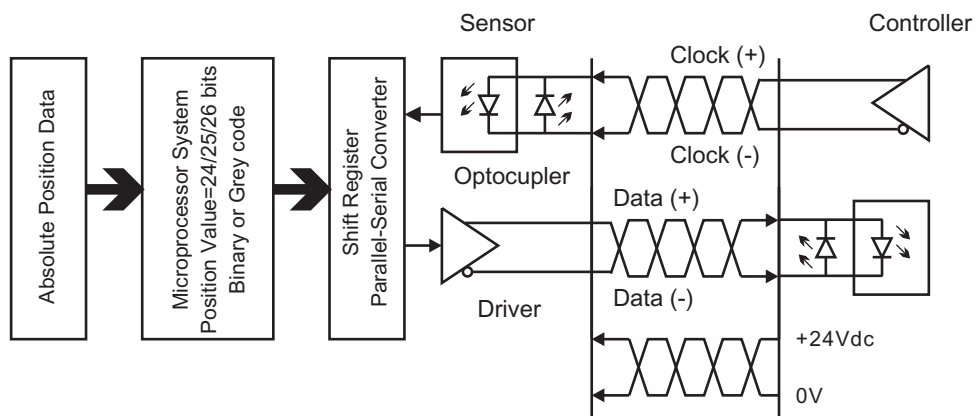 Sensor
Controller
Absolute Position Data
Microprocessor System
Position Value=24/25/26 bits
Binary or Grey code
Shift Register
Parallel-Serial Converter
Optocupler
Driver
Clock (+)
Clock (-)
Data (+)
Data (-)
+24Vdc
0V